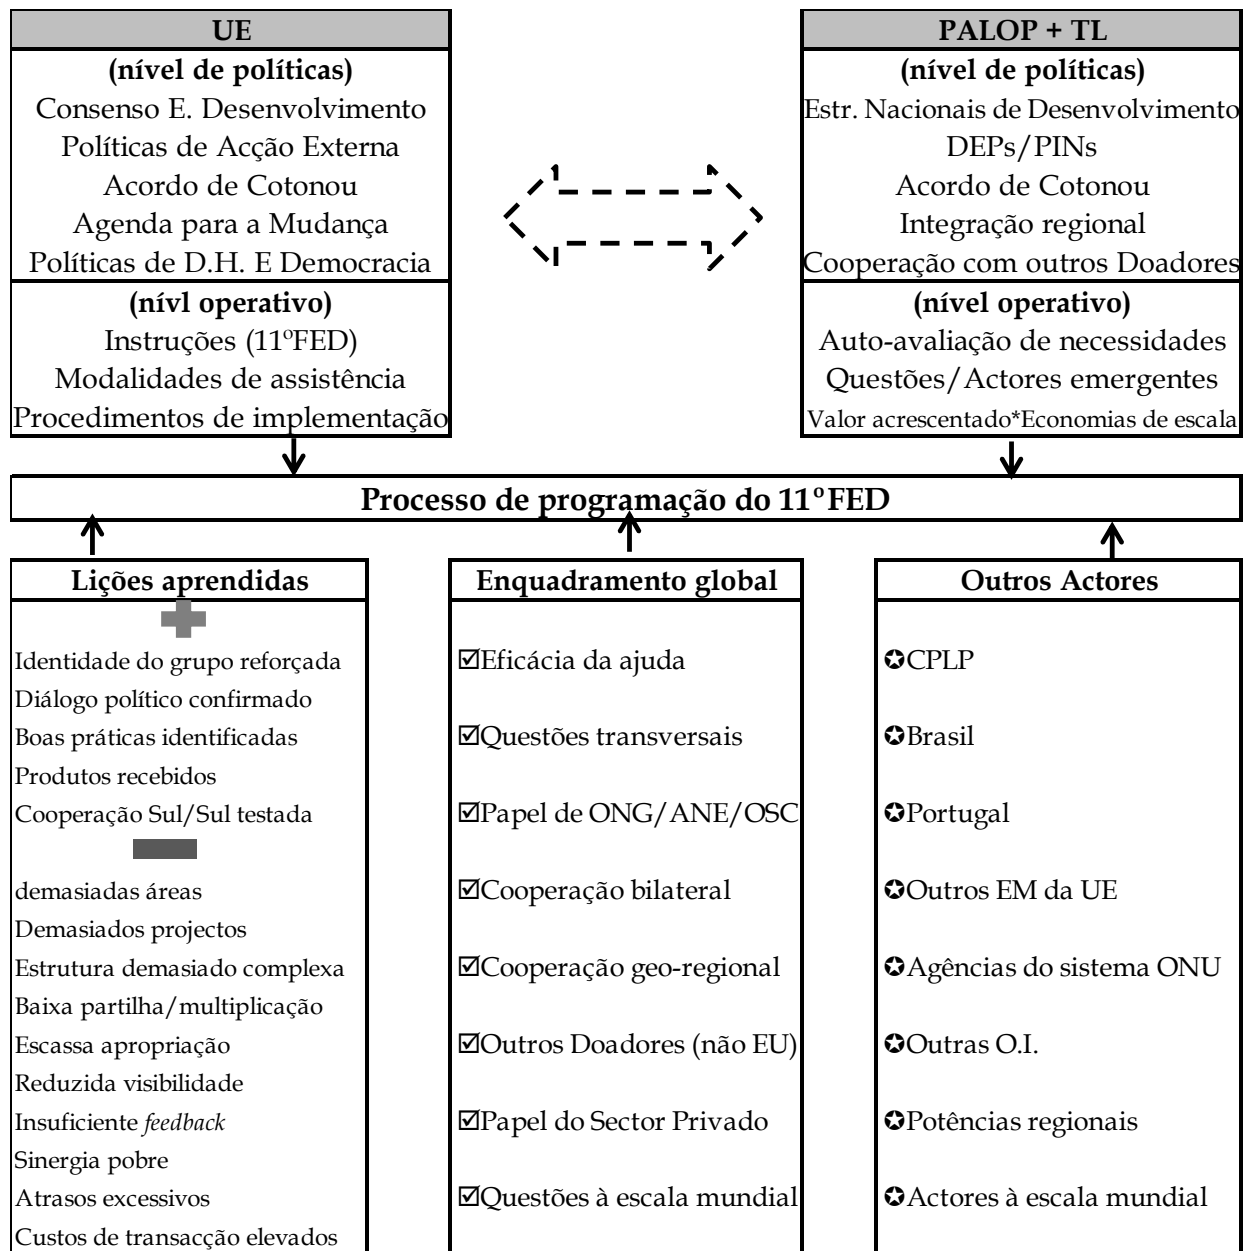 UE
(nível de políticas)
Consenso E. Desenvolvimento
Políticas de Acção Externa
Acordo de Cotonou
Agenda para a Mudança
Políticas de D.H. E Democracia
(nívl operativo)
Instruções (11ºFED)
Modalidades de assistência
Procedimentos de implementação
PALOP + TL
(nível de políticas)
Estr. Nacionais de Desenvolvimento
DEPs/PINs
Acordo de Cotonou
Integração regional
Cooperação com outros Doadores
(nível operativo)
Auto-avaliação de necessidades
Questões/Actores emergentes
Valor acrescentado*Economias de escala
Processo de programação do 11ºFED
Lições aprendidas
Identidade do grupo reforçada
Diálogo político confirmado
Boas práticas identificadas
Produtos recebidos
Cooperação Sul/Sul testada
demasiadas áreas
Demasiados projectos
Estrutura demasiado complexa
Baixa partilha/multiplicação
Escassa apropriação
Reduzida visibilidade
Insuficiente feedback
Sinergia pobre
Atrasos excessivos
Custos de transacção elevados
Enquadramento global
☑Eficácia da ajuda
☑Questões transversais
☑Papel de ONG/ANE/OSC
☑Cooperação bilateral
☑Cooperação geo-regional
☑Outros Doadores (não EU)
☑Papel do Sector Privado
☑Questões à escala mundial
Outros Actores
✪CPLP
✪Brasil
✪Portugal
✪Outros EM da UE
✪Agências do sistema ONU
✪Outras O.I.
✪Potências regionais
✪Actores à escala mundial